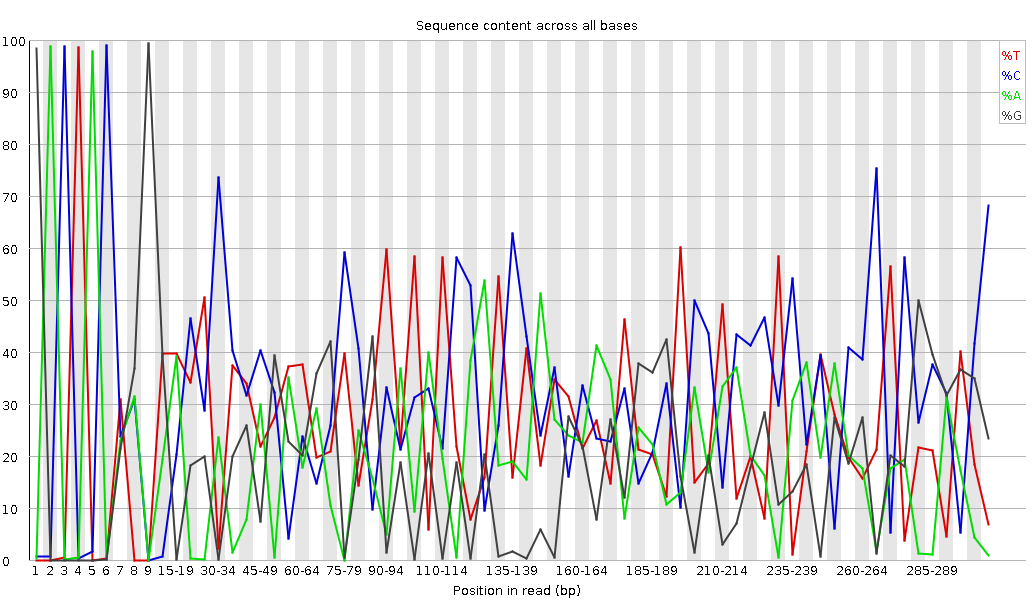 Sequence content across all bases
100
90
80
70
60
50
40
30
20
10
0
%T
%C
%A
%G
1 2 3 4 5 6 7 8 9 15-19 30-34 45-49 60-64 75-79 90-94 110-114 135-139 160-164 185-189 210-214 235-239 260-264 285-289
Position in read (bp)